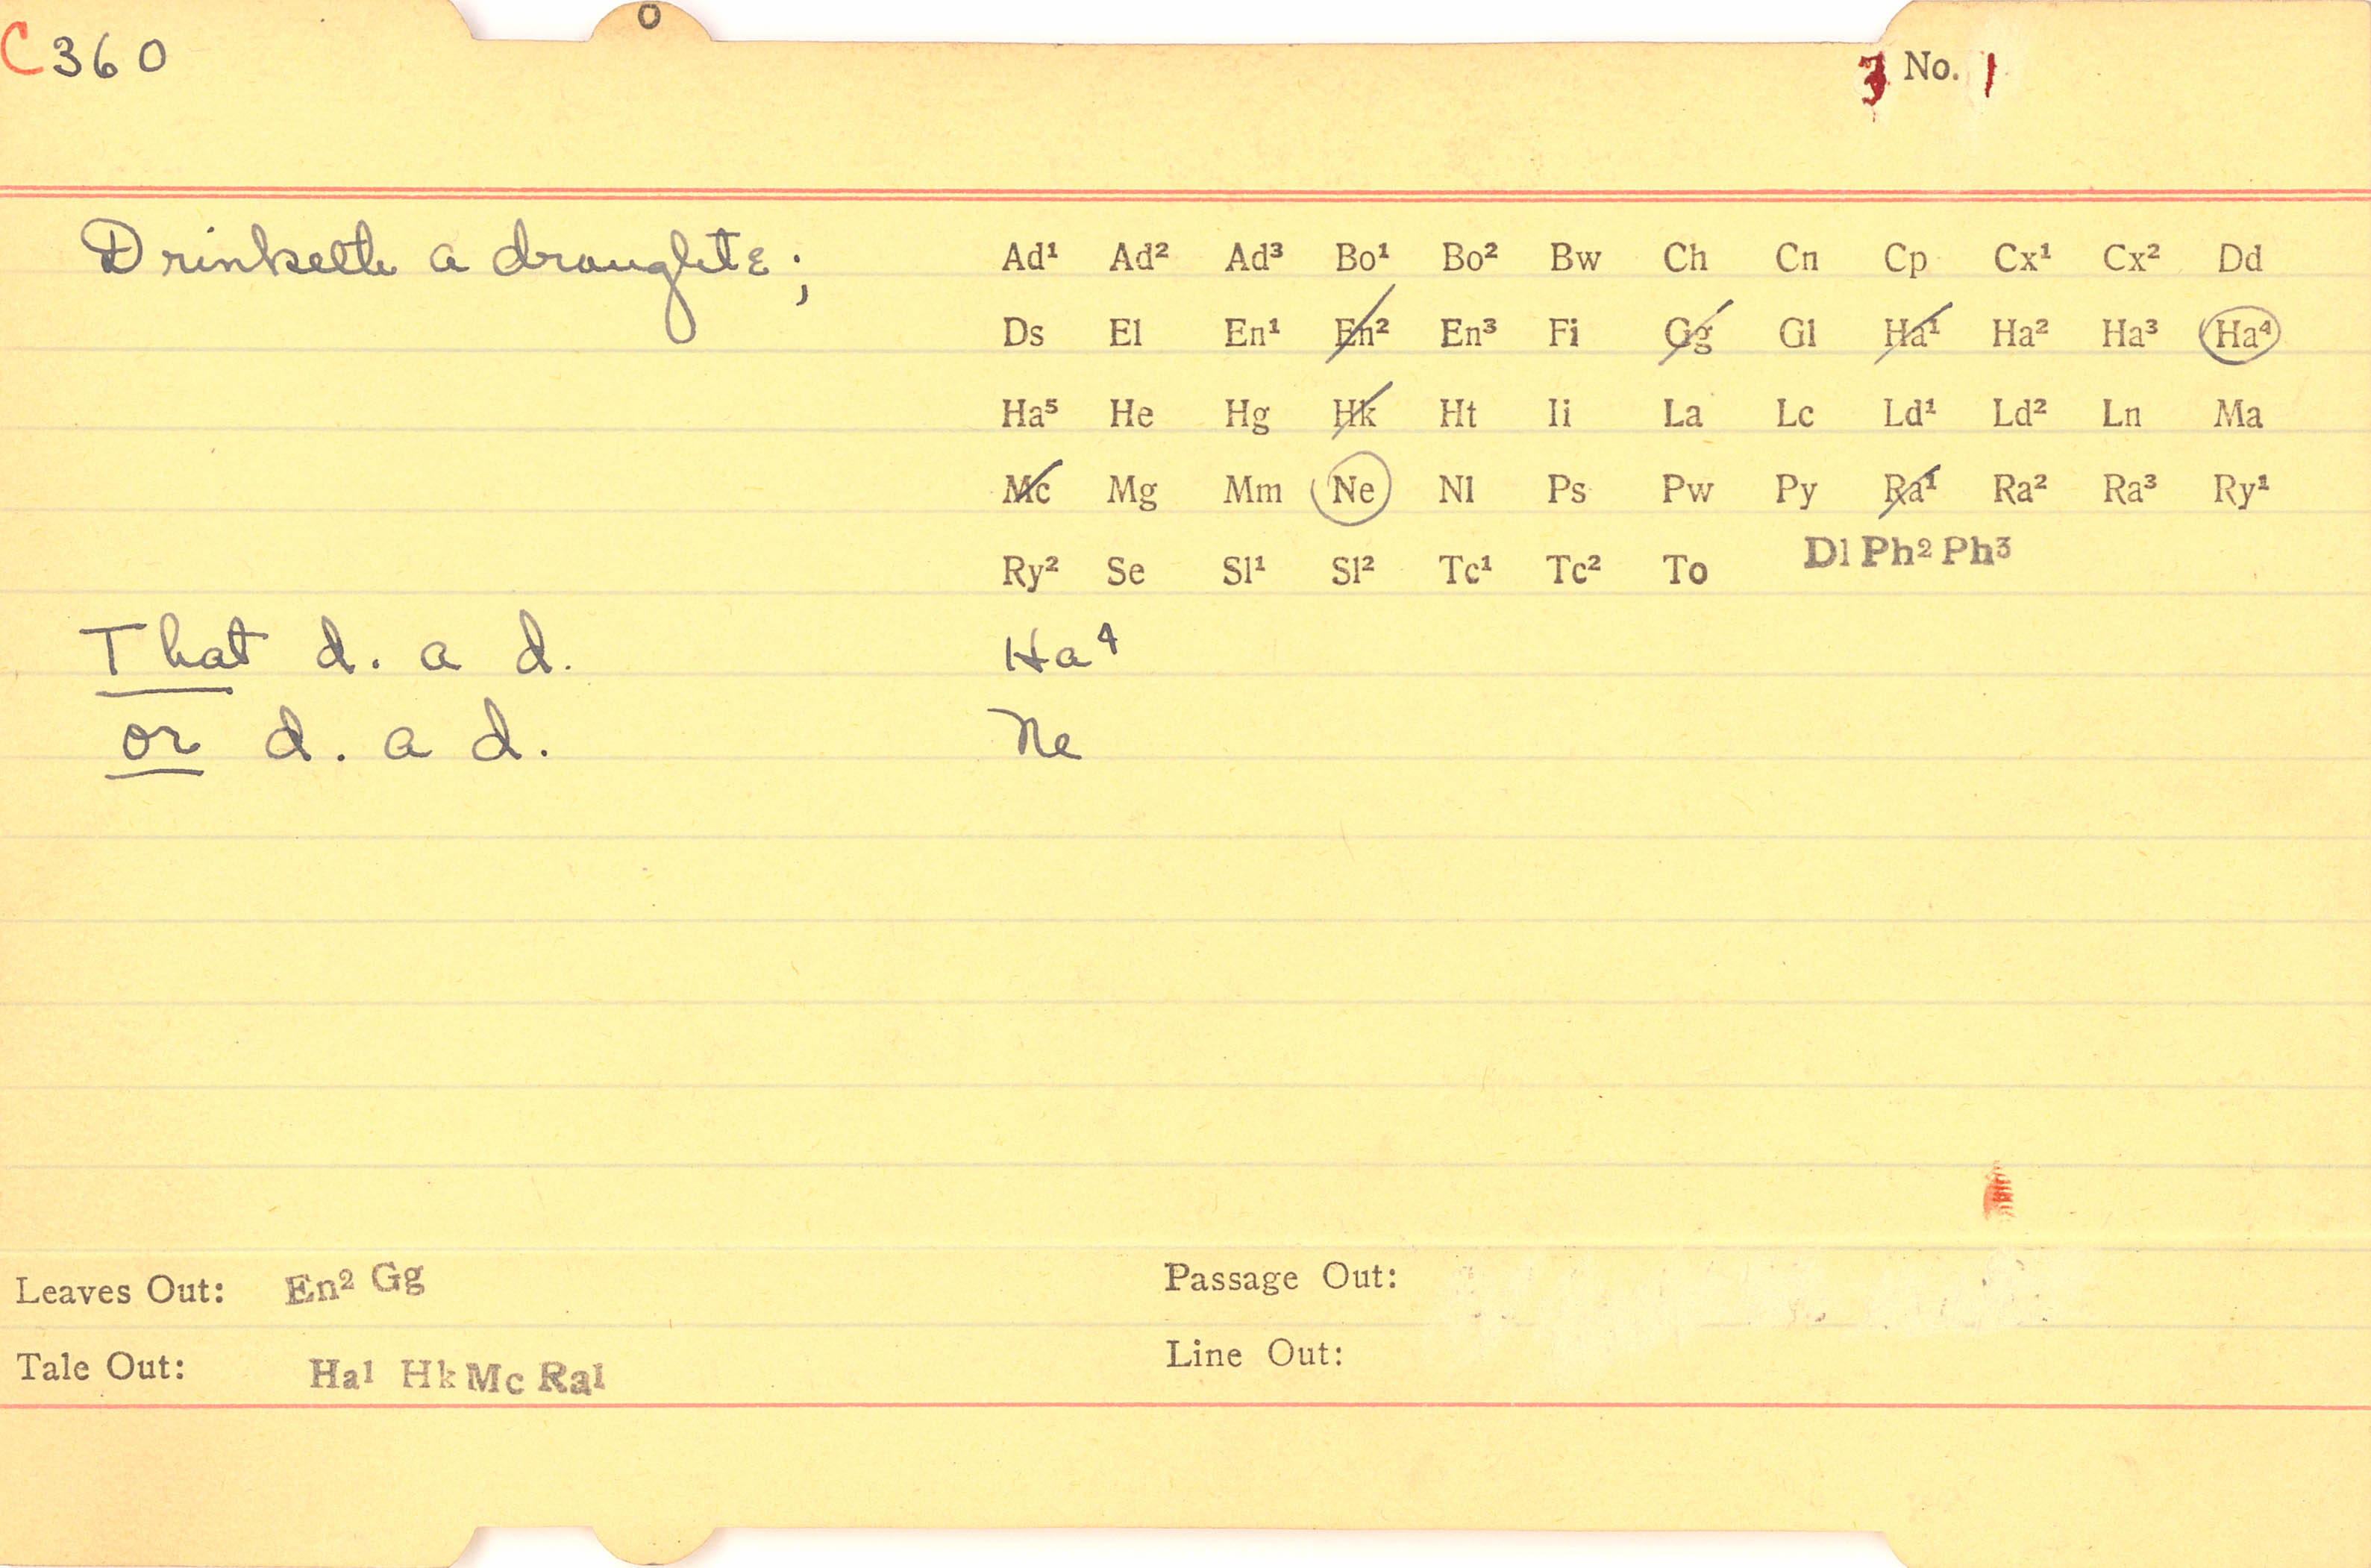 o
C360
3 No. 1
Drinketh a draughte;
Ad¹ Ad² Ad³ Bo¹ Bo² Bw Ch Cn Cp Cx¹ Cx² Dd
Ds El En¹ En² En³ Fi Gg Gl Ha¹ Ha² Ha³ Ha⁴
Ha⁵ He Hg Hk Ht Ii La Lc Ld¹ Ld² Ln Ma
Mc Mg Mm Ne Nl Ps Pw Py Ra¹ Ra² Ra³ Ry¹
Ry² Se Sl¹ Sl² Tc¹ Tc² To Dl Ph² Ph³
That d. a d. Ha⁴
or d. a d. Ne
Leaves Out: En² Gg Passage Out:
Tale Out: Ha¹ Hk Mc Ra¹ Line Out: